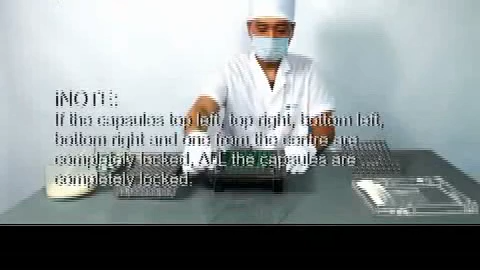 iNOTE:
If the capsules top left, top right, bottom left,
bottom right and one from the centre are
completely locked, ALL the capsules are ...
completely locked.